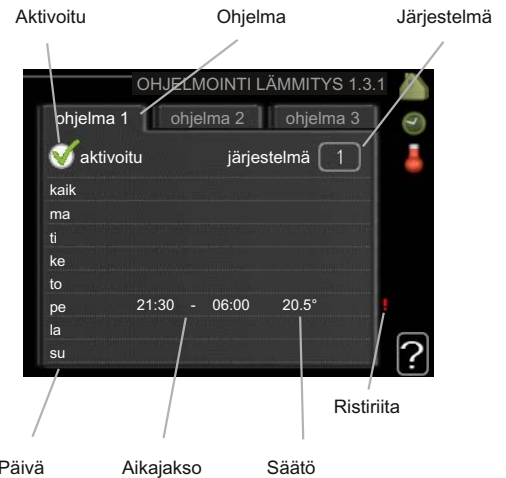 Aktivoitu Ohjelma Järjestelmä
OHJELMOINTI LÄMMITYS 1.3.1
ohjelma 1 ohjelma 2 ohjelma 3
aktivoitu järjestelmä 1
kaik
ma
ti
ke
to
pe 21:30 - 06:00 20.5° !
la
su
?
Ristiriita
Päivä Aikajakso Säätö